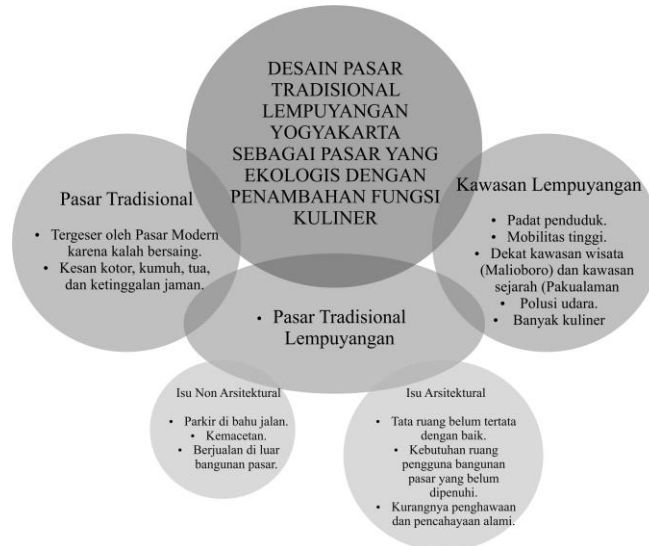 DESAIN PASAR
TRADISIONAL
LEMPUYANGAN
YOGYAKARTA
SEBAGAI PASAR YANG
EKOLOGIS DENGAN
PENAMBAHAN FUNGSI
KULINER
Pasar Tradisional
• Tergeser oleh Pasar Modern
karena kalah bersaing.
• Kesan kotor, kumuh, tua,
dan ketinggalan jaman.
Kawasan Lempuyangan
• Padat penduduk.
• Mobilitas tinggi.
• Dekat kawasan wisata
(Malioboro) dan kawasan
sejarah (Pakualaman
• Polusi udara.
• Banyak kuliner
• Pasar Tradisional
Lempuyangan
Isu Non Arsitektural
• Parkir di bahu jalan.
• Kemacetan.
• Berjualan di luar
bangunan pasar.
Isu Arsitektural
• Tata ruang belum tertata
dengan baik.
• Kebutuhan ruang
pengguna bangunan
pasar yang belum
dipenuhi.
• Kurangnya penghawaan
dan pencahayaan alami.